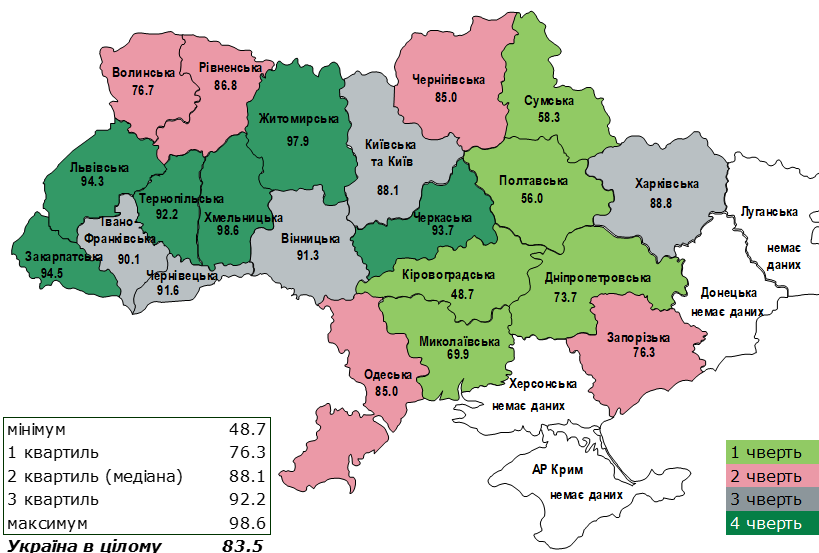 Волинська
76.7
Рівненська
86.8
Чернігівська
85.0
Сумська
58.3
Житомирська
97.9
Київська
та Київ
88.1
Львівська
94.3
Тернопільська
92.2
Хмельницька
98.6
Івано
Франківська
90.1
Закарпатська
94.5
Чернівецька
91.6
Вінницька
91.3
Черкаська
93.7
Полтавська
56.0
Харківська
88.8
Луганська
немає
даних
Донецька
немає даних
Кіровоградська
48.7
Дніпропетровська
73.7
Запорізька
76.3
Миколаївська
69.9
Одеська
85.0
Херсонська
немає даних
АР Крим
немає даних
мінімум 48.7
1 квартиль 76.3
2 квартиль (медіана) 88.1
3 квартиль 92.2
максимум 98.6
Україна в цілому 83.5
1 чверть
2 чверть
3 чверть
4 чверть